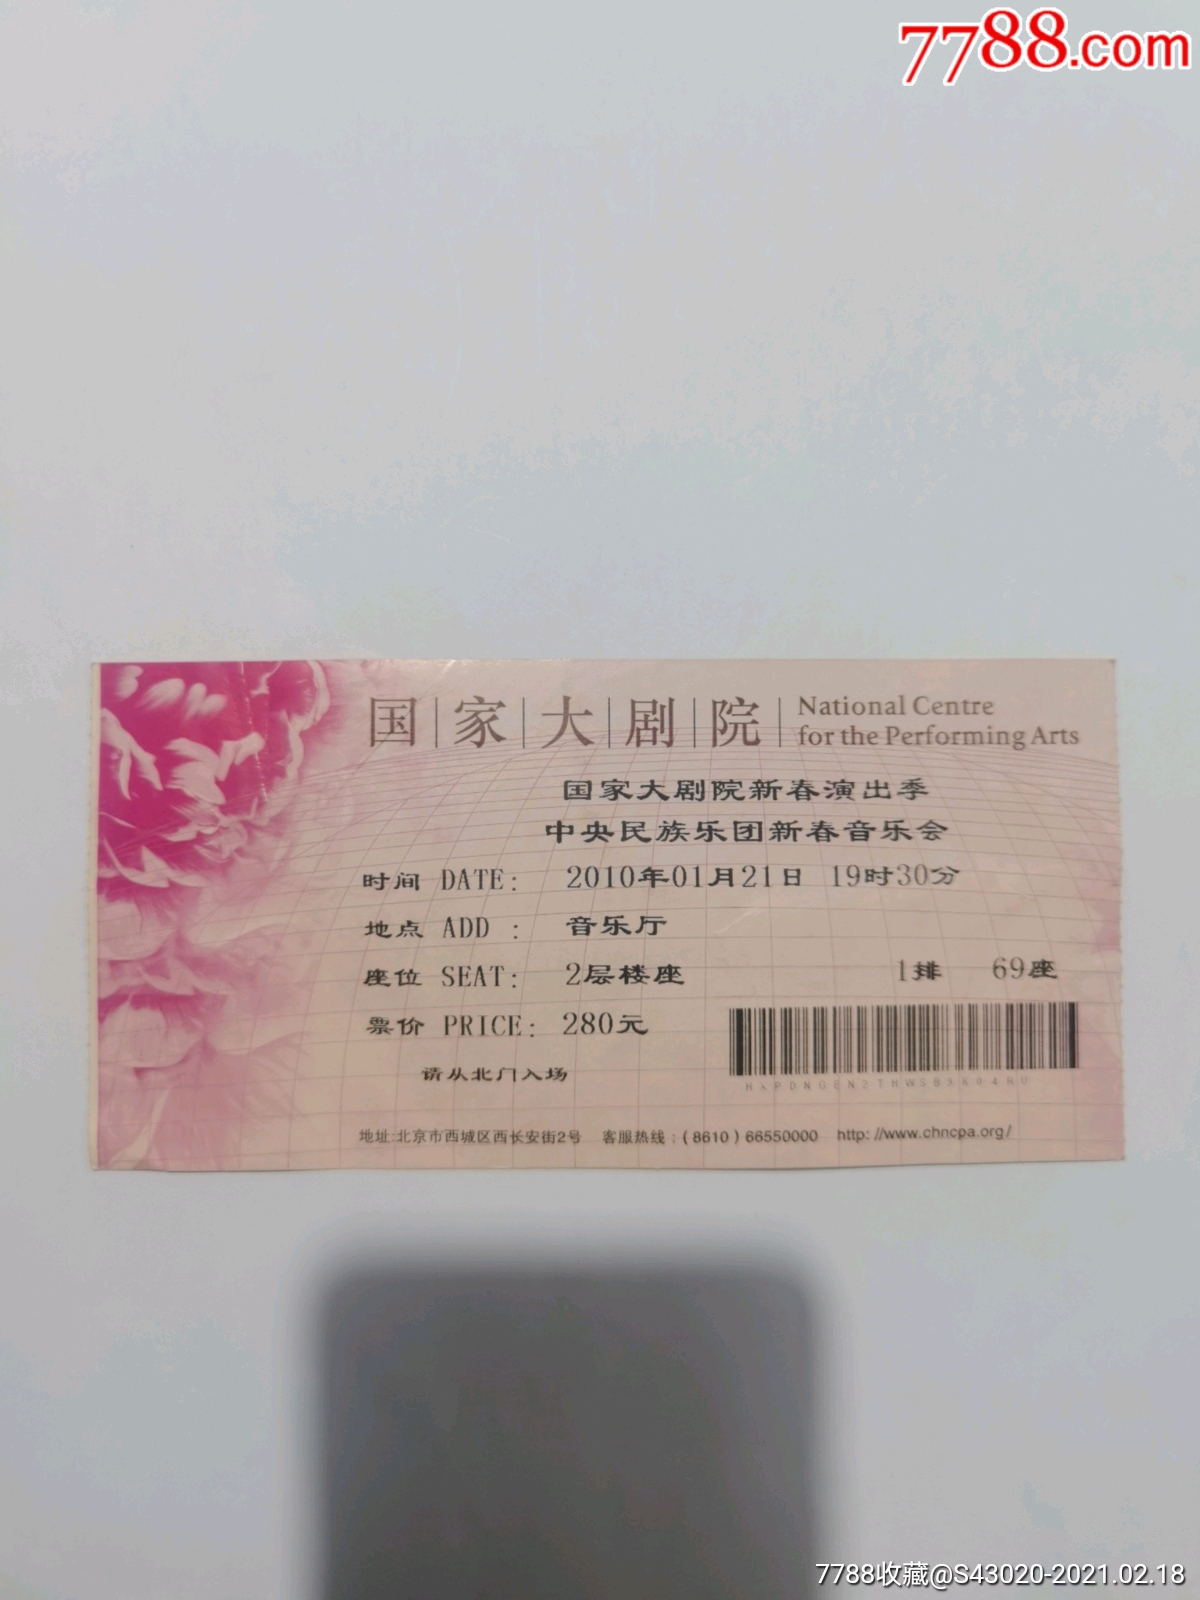 7788.com
国家大剧院 National Centre
for the Performing Arts
国家大剧院新春演出季
中央民族乐团新春音乐会
时间 DATE: 2010年01月21日 19时30分
地点 ADD : 音乐厅
座位 SEAT: 2层楼座 1排 69座
票价 PRICE: 280元
请从北门入场
地址:北京市西城区西长安街2号 客服热线:(8610)66550000 http://www.chncpa.org/
7788收藏@S43020-2021.02.18